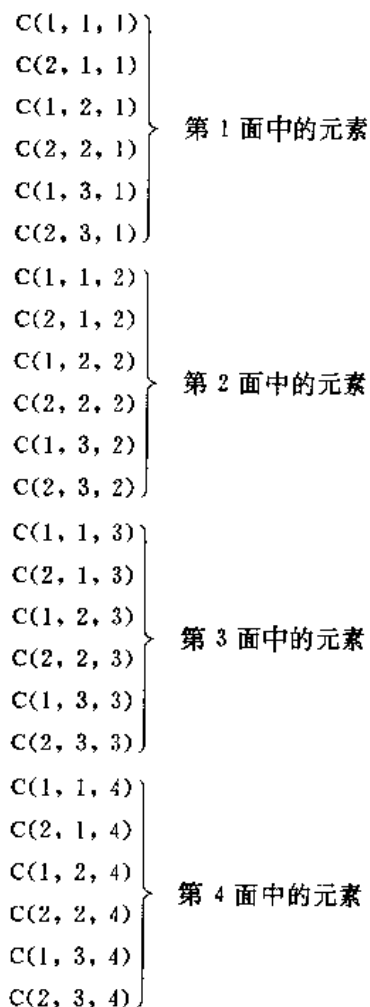 C(1, 1, 1)
C(2, 1, 1)
C(1, 2, 1)
C(2, 2, 1)
C(1, 3, 1)
C(2, 3, 1)
第 1 面中的元素
C(1, 1, 2)
C(2, 1, 2)
C(1, 2, 2)
C(2, 2, 2)
C(1, 3, 2)
C(2, 3, 2)
第 2 面中的元素
C(1, 1, 3)
C(2, 1, 3)
C(1, 2, 3)
C(2, 2, 3)
C(1, 3, 3)
C(2, 3, 3)
第 3 面中的元素
C(1, 1, 4)
C(2, 1, 4)
C(1, 2, 4)
C(2, 2, 4)
C(1, 3, 4)
C(2, 3, 4)
第 4 面中的元素